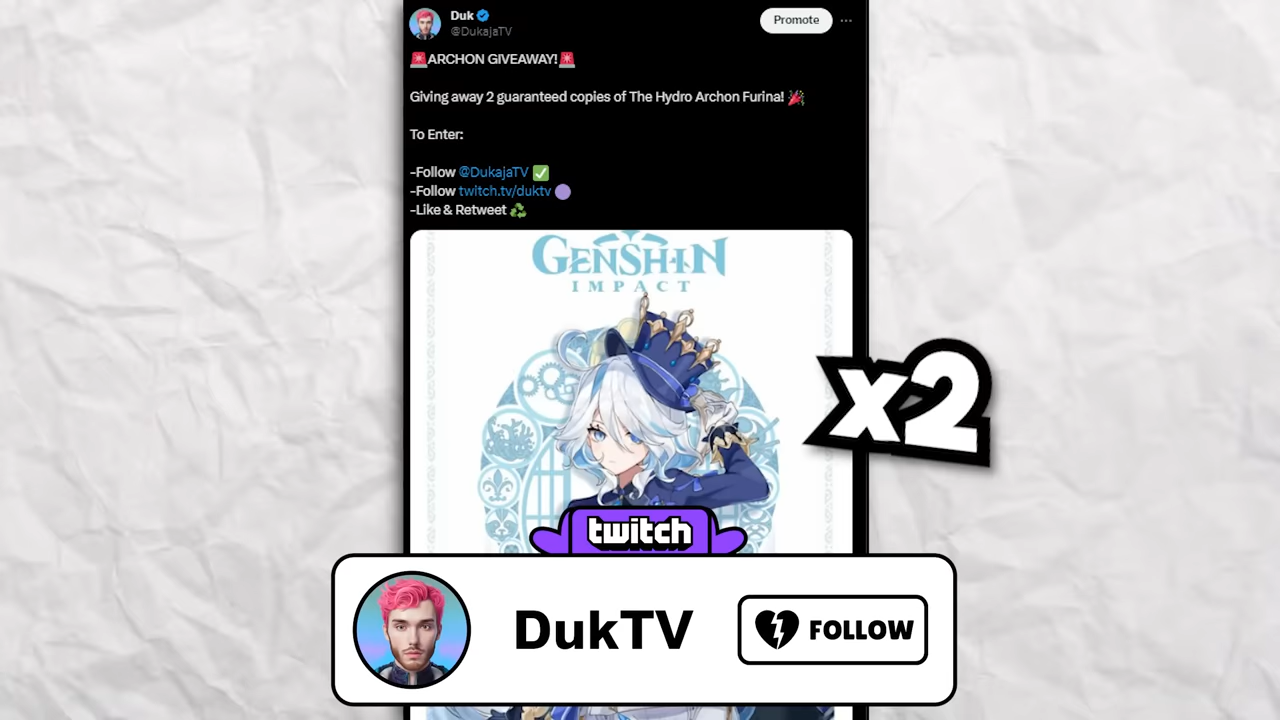 Duk
Promote
@DukajaTV
🚨ARCHON GIVEAWAY!🚨
Giving away 2 guaranteed copies of The Hydro Archon Furina! 🎉
To Enter:
-Follow @DukajaTV ✅
-Follow twitch.tv/duktv 🟣
-Like & Retweet ♻️
GENSHIN
IMPACT
x2
twitch
DukTV
FOLLOW